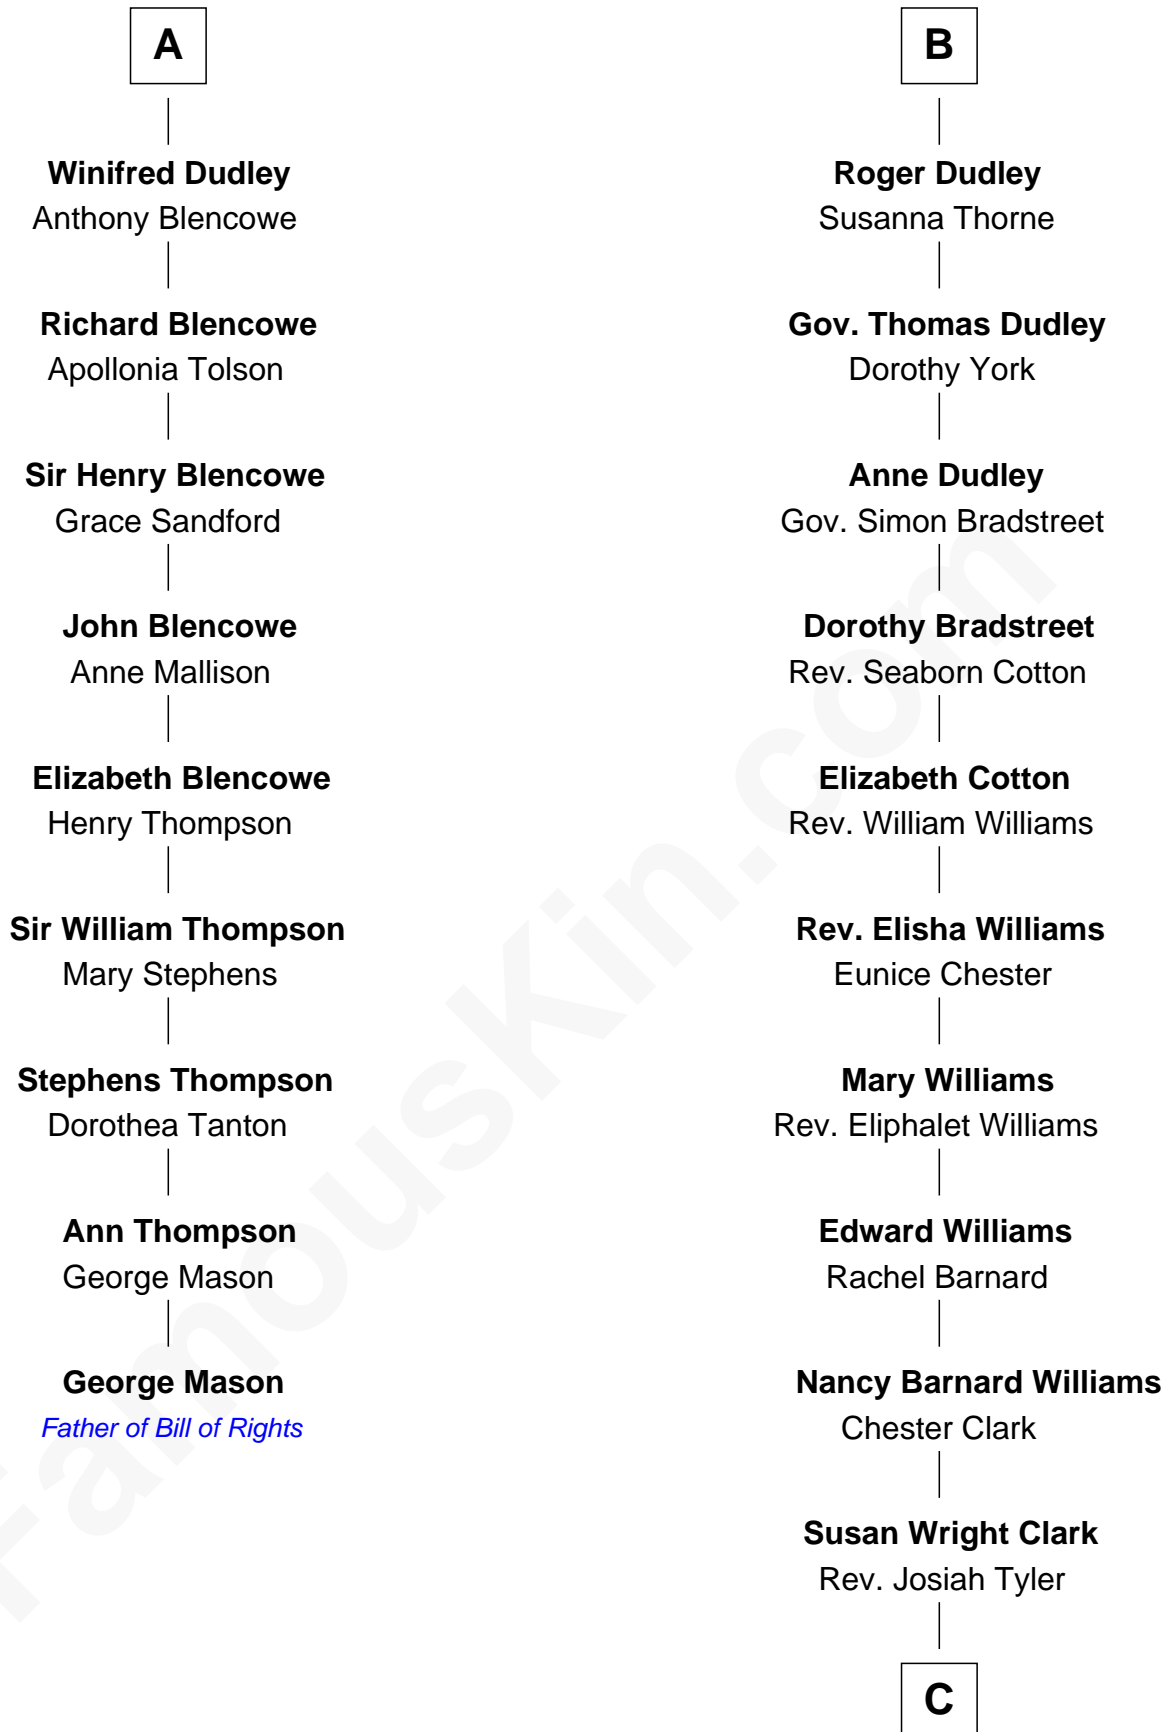 A
Winifred Dudley
Anthony Blencowe
Richard Blencowe
Apollonia Tolson
Sir Henry Blencowe
Grace Sandford
John Blencowe
Anne Mallison
Elizabeth Blencowe
Henry Thompson
Sir William Thompson
Mary Stephens
Stephens Thompson
Dorothea Tanton
Ann Thompson
George Mason
George Mason
Father of Bill of Rights
B
Roger Dudley
Susanna Thorne
Gov. Thomas Dudley
Dorothy York
Anne Dudley
Gov. Simon Bradstreet
Dorothy Bradstreet
Rev. Seaborn Cotton
Elizabeth Cotton
Rev. William Williams
Rev. Elisha Williams
Eunice Chester
Mary Williams
Rev. Eliphalet Williams
Edward Williams
Rachel Barnard
Nancy Barnard Williams
Chester Clark
Susan Wright Clark
Rev. Josiah Tyler
C
FamousKin.com